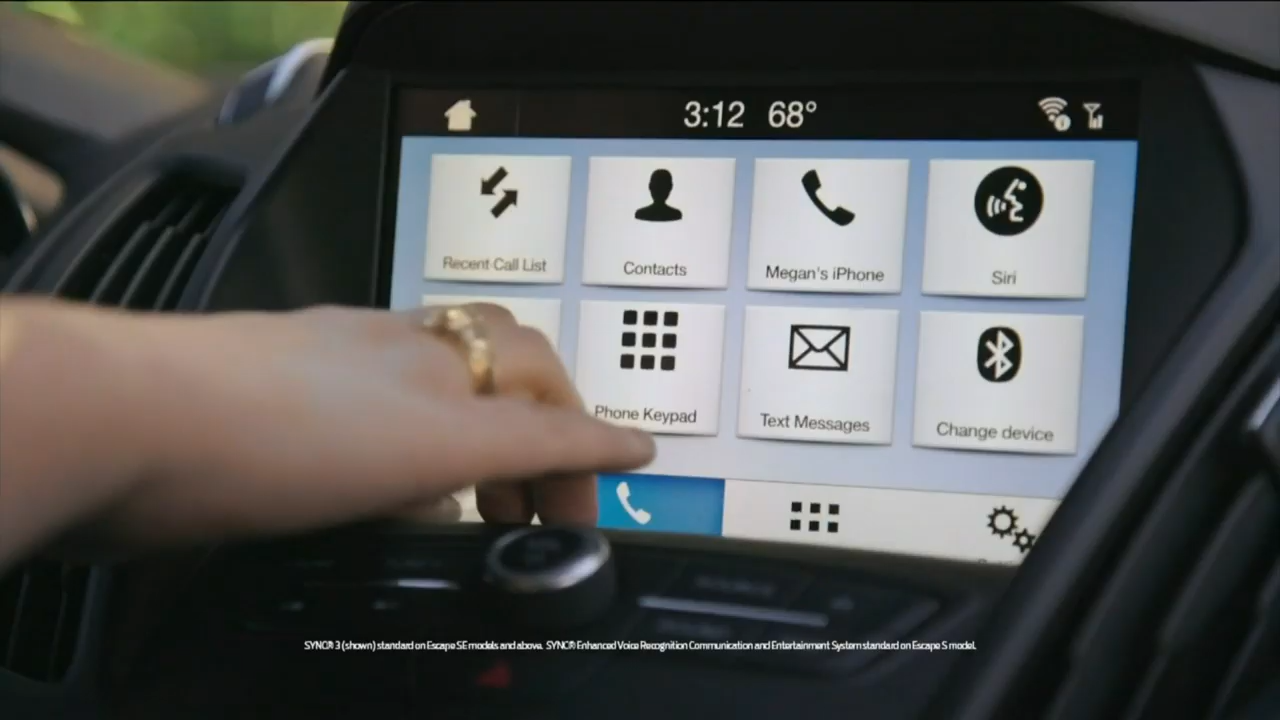 3:12 68°
Recent Call List
Contacts
Megan's iPhone
Siri
Phone Keypad
Text Messages
Change device
SYNC® 3 (shown) standard on Escape SE models and above. SYNC® Enhanced Voice Recognition Communication and Entertainment System standard on Escape S model.